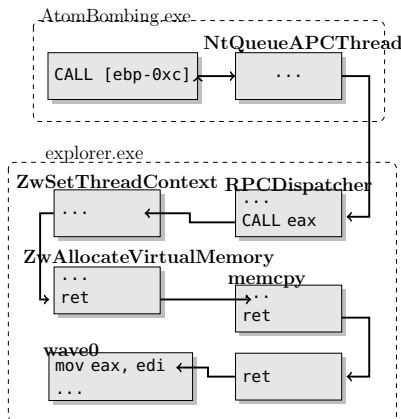 AtomBombing.exe
NtQueueAPCThread
CALL [ebp-0xc]
...
explorer.exe
ZwSetThreadContext
RPCDispatcher
...
...
CALL eax
ZwAllocateVirtualMemory
...
ret
memcpy
...
ret
wave0
mov eax, edi
...
ret